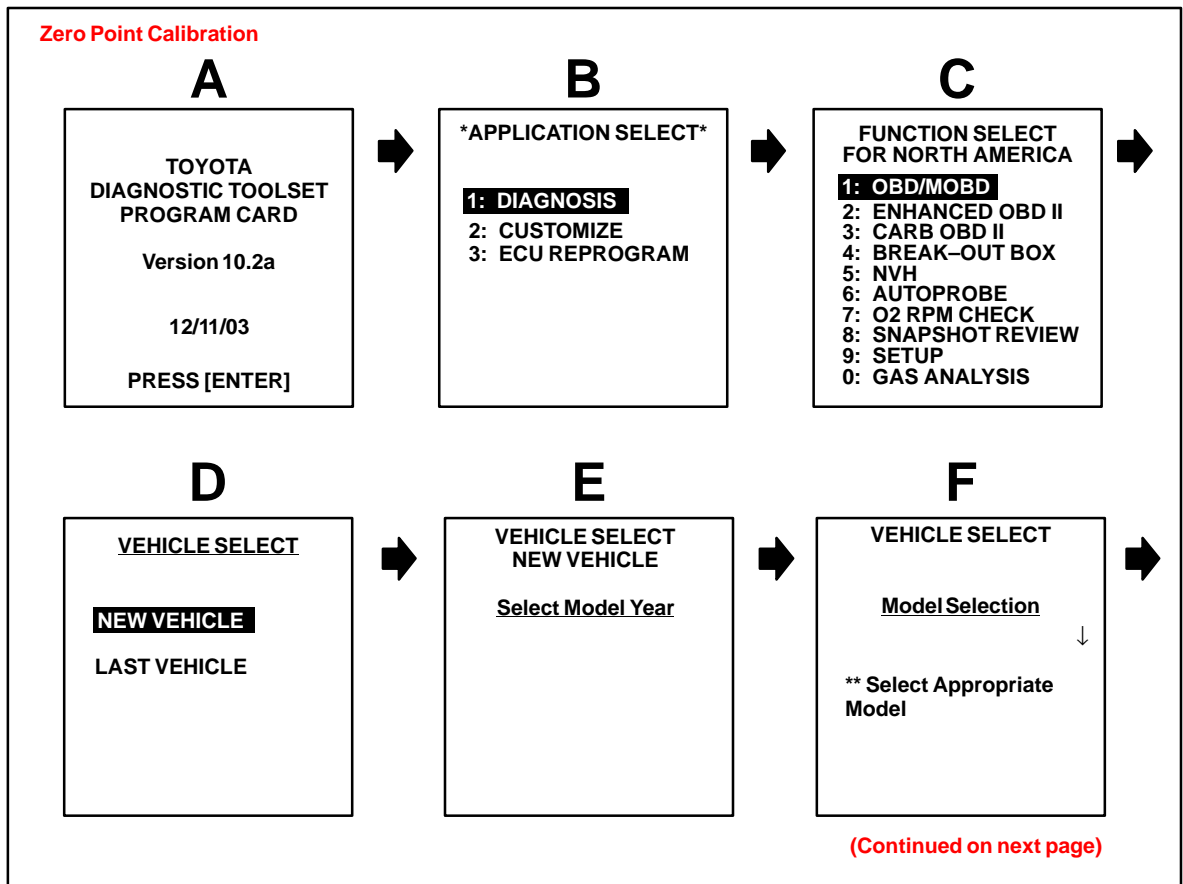 Zero Point Calibration
A
TOYOTA
DIAGNOSTIC TOOLSET
PROGRAM CARD
Version 10.2a
12/11/03
PRESS [ENTER]
B
*APPLICATION SELECT*
1: DIAGNOSIS
2: CUSTOMIZE
3: ECU REPROGRAM
C
FUNCTION SELECT
FOR NORTH AMERICA
1: OBD/MOBD
2: ENHANCED OBD II
3: CARB OBD II
4: BREAK–OUT BOX
5: NVH
6: AUTOPROBE
7: O2 RPM CHECK
8: SNAPSHOT REVIEW
9: SETUP
0: GAS ANALYSIS
D
VEHICLE SELECT
NEW VEHICLE
LAST VEHICLE
E
VEHICLE SELECT
NEW VEHICLE
Select Model Year
F
VEHICLE SELECT
Model Selection
↓
** Select Appropriate
Model
(Continued on next page)